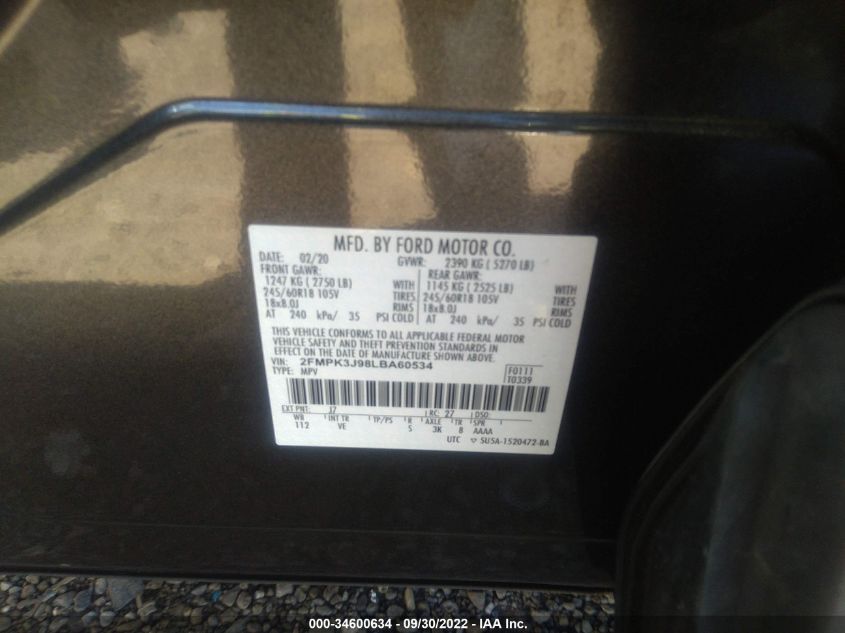 MFD. BY FORD MOTOR CO.
DATE: 02/20 GVWR: 2390 KG ( 5270 LB)
FRONT GAWR: REAR GAWR:
1247 KG ( 2750 LB) WITH 1145 KG ( 2525 LB) WITH
245/60R18 105V TIRES 245/60R18 105V TIRES
18x8.0J RIMS 18x8.0J RIMS
AT 240 kPa/ 35 PSI COLD AT 240 kPa/ 35 PSI COLD
THIS VEHICLE CONFORMS TO ALL APPLICABLE FEDERAL MOTOR
VEHICLE SAFETY AND THEFT PREVENTION STANDARDS IN
EFFECT ON THE DATE OF MANUFACTURE SHOWN ABOVE.
VIN: 2FMPK3J98LBA60534 F0111
TYPE: MPV T0339
EXT PNT: J7 RC: 27 DSO:
WB INT TR TP/PS R AXLE TR SPR
112 VE S 3K 8 AAAA
UTC ▽ SU5A-1520472-BA
000-34600634 - 09/30/2022 - IAA Inc.